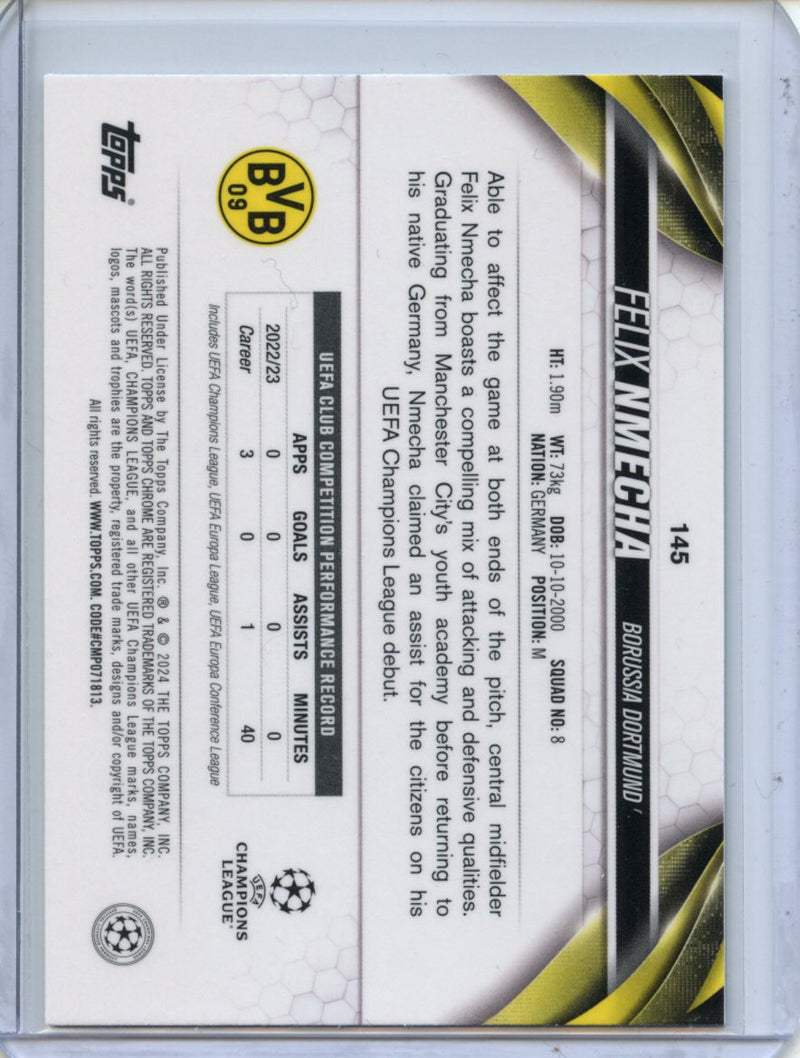 145
FELIX NMECHA BORUSSIA DORTMUND
HT: 1.90m WT: 73kg DOB: 10-10-2000 SQUAD NO: 8
NATION: GERMANY POSITION: M
Able to affect the game at both ends of the pitch, central midfielder
Felix Nmecha boasts a compelling mix of attacking and defensive qualities.
Graduating from Manchester City's youth academy before returning to
his native Germany, Nmecha claimed an assist for the citizens on his
UEFA Champions League debut.
UEFA CLUB COMPETITION PERFORMANCE RECORD
APPS GOALS ASSISTS MINUTES
2022/23 0 0 0 0
Career 3 0 1 40
Includes UEFA Champions League, UEFA Europa League, UEFA Europa Conference League
BVB
09
UEFA
CHAMPIONS
LEAGUE®
topps®
Published Under License by The Topps Company, Inc. ® & © 2024 THE TOPPS COMPANY, INC.
ALL RIGHTS RESERVED. TOPPS AND TOPPS CHROME ARE REGISTERED TRADEMARKS OF THE TOPPS COMPANY, INC.
The word(s) UEFA, CHAMPIONS LEAGUE, and all other UEFA Champions League marks, names,
logos, mascots and trophies are the property, registered trade marks, designs and/or copyright of UEFA.
All rights reserved. WWW.TOPPS.COM. CODE#CMP071813.